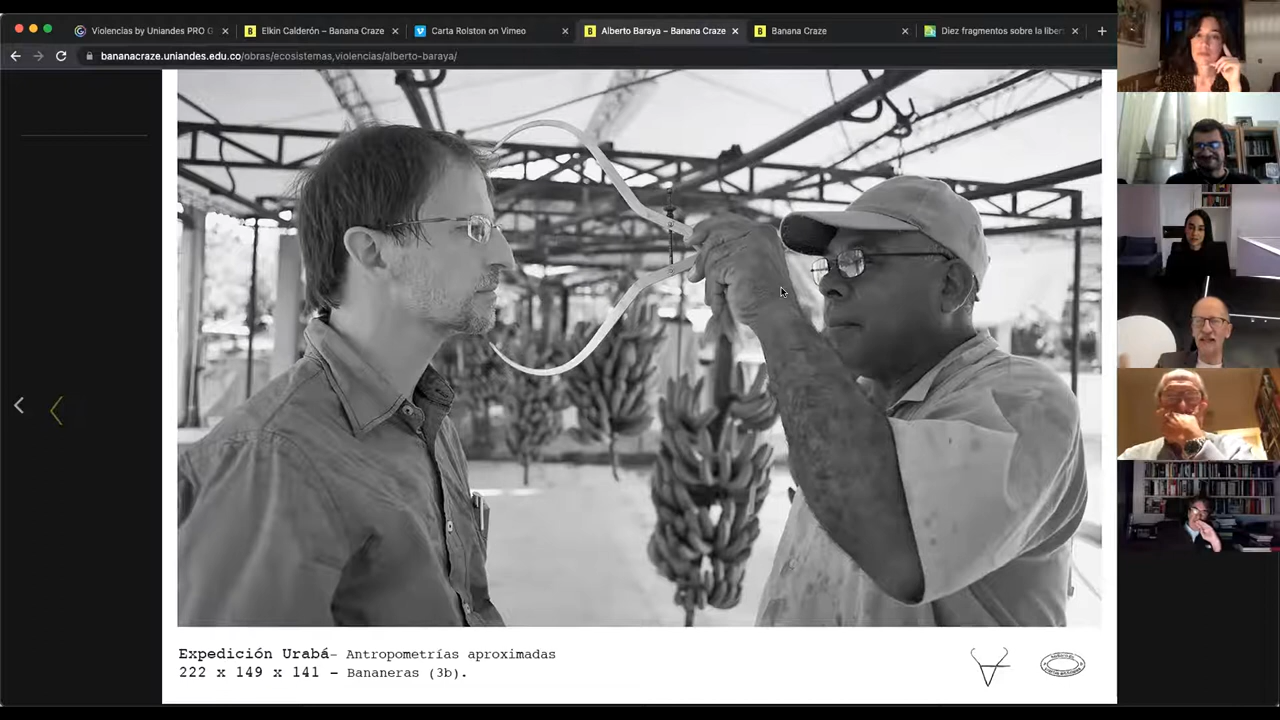 Violencias by Uniandes PRO G
Elkin Calderón – Banana Craze
Carta Rolston on Vimeo
Alberto Baraya – Banana Craze
Banana Craze
Diez fragmentos sobre la libert
bananacraze.uniandes.edu.co/obras/ecosistemas,violencias/alberto-baraya/
Expedición Urabá– Antropometrías aproximadas
222 x 149 x 141 – Bananeras (3b).